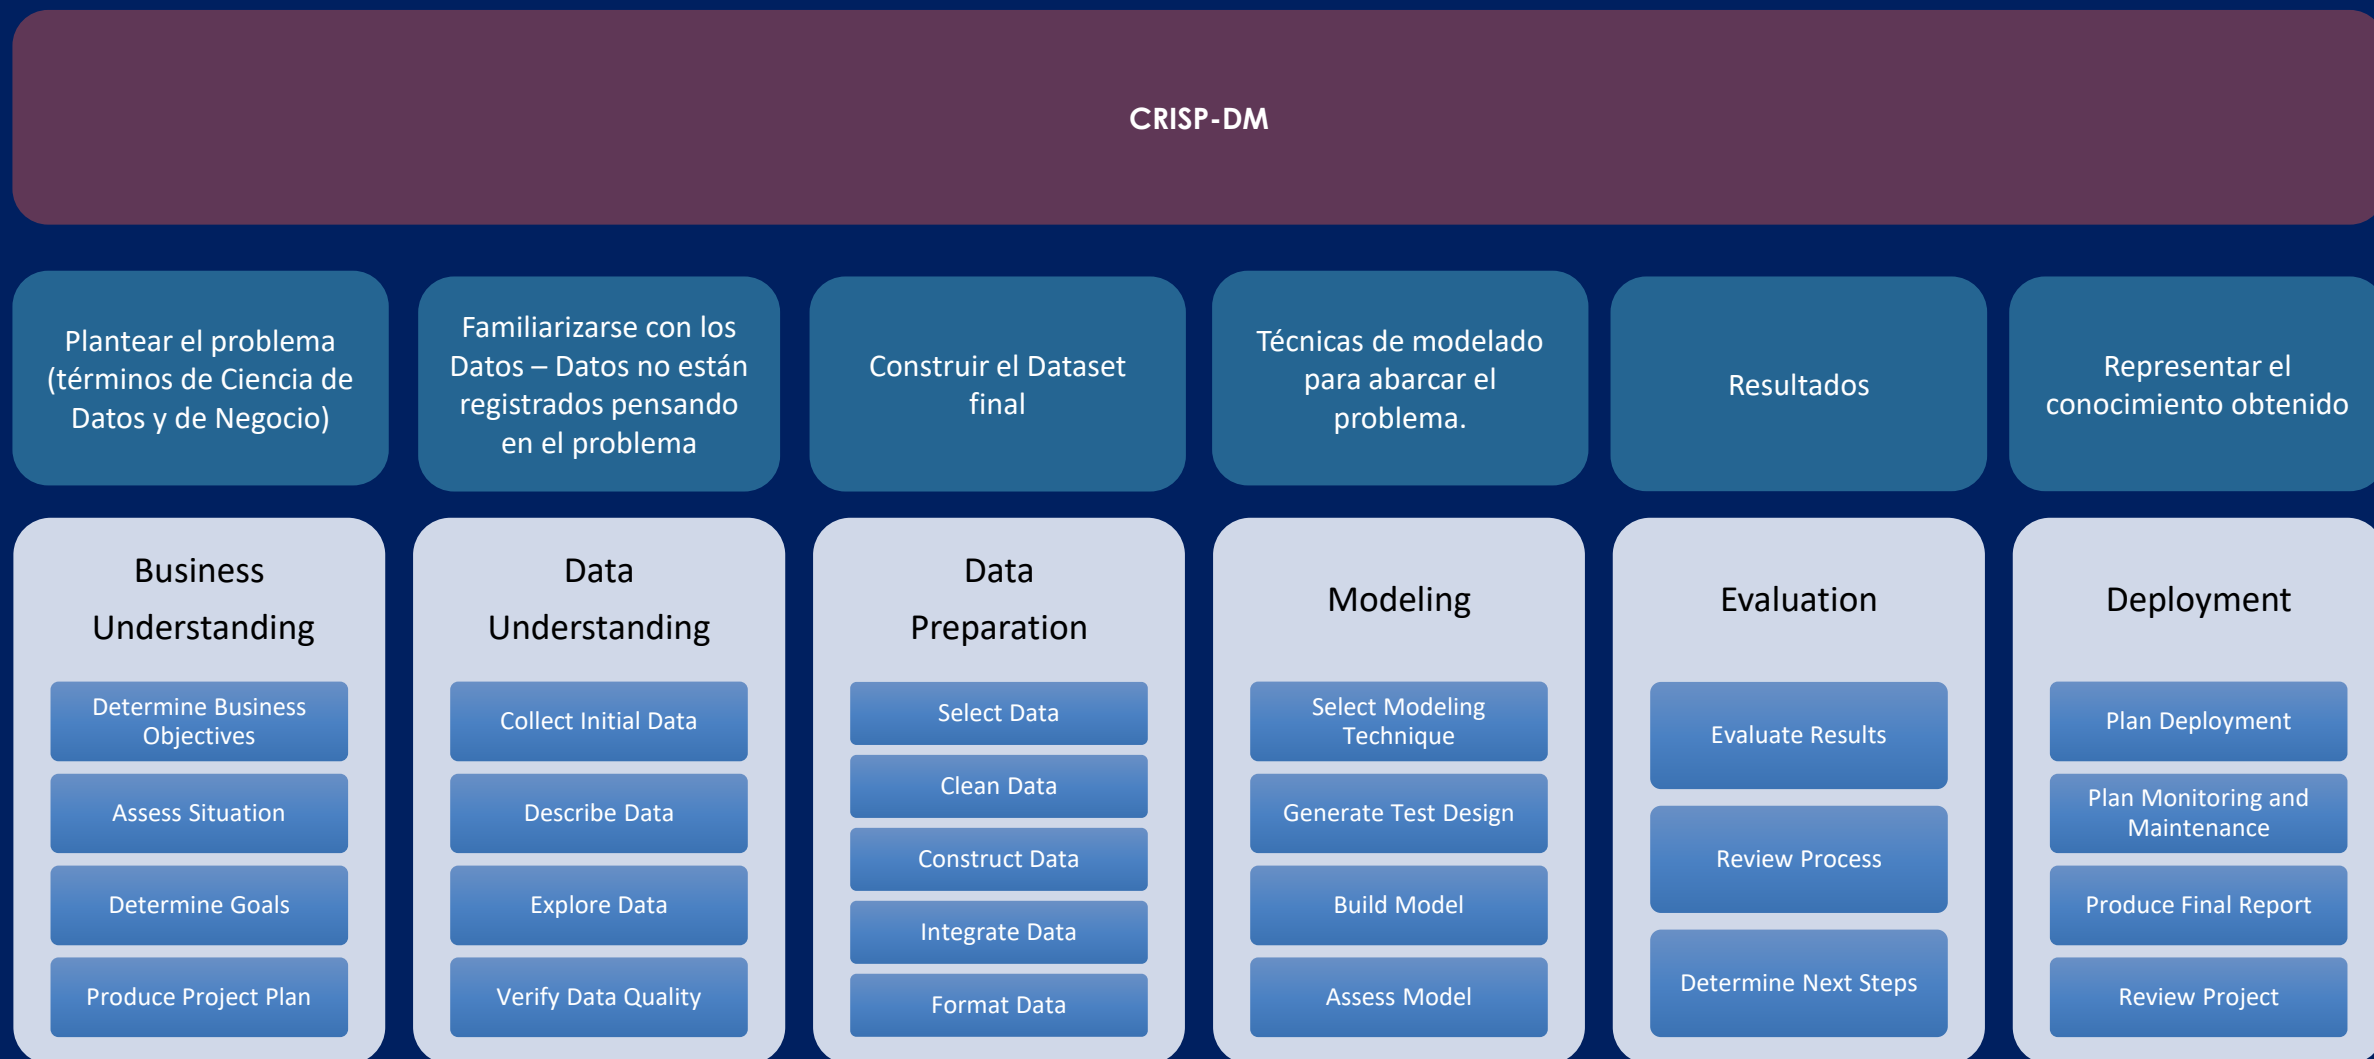 CRISP-DM
Plantear el problema
(términos de Ciencia de
Datos y de Negocio)
Familiarizarse con los
Datos – Datos no están
registrados pensando
en el problema
Construir el Dataset
final
Técnicas de modelado
para abarcar el
problema.
Resultados
Representar el
conocimiento obtenido
Business
Understanding
Determine Business
Objectives
Assess Situation
Determine Goals
Produce Project Plan
Data
Understanding
Collect Initial Data
Describe Data
Explore Data
Verify Data Quality
Data
Preparation
Select Data
Clean Data
Construct Data
Integrate Data
Format Data
Modeling
Select Modeling
Technique
Generate Test Design
Build Model
Assess Model
Evaluation
Evaluate Results
Review Process
Determine Next Steps
Deployment
Plan Deployment
Plan Monitoring and
Maintenance
Produce Final Report
Review Project